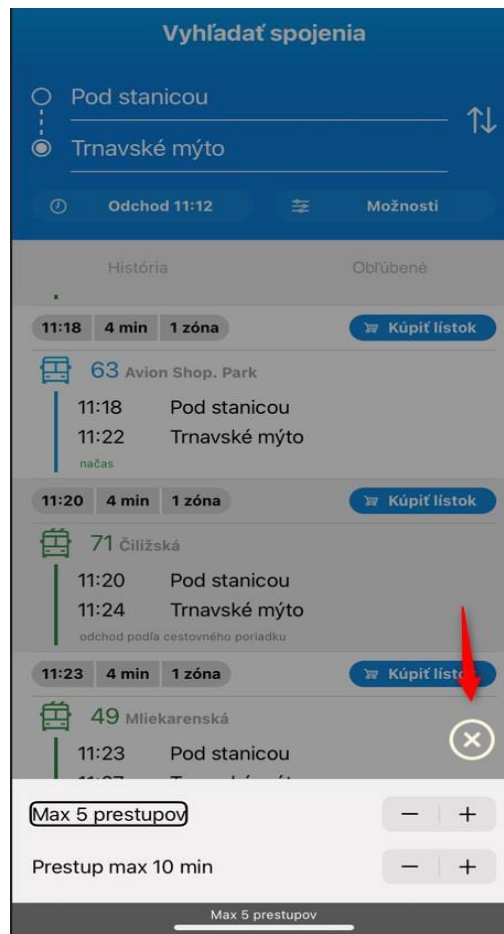 Vyhľadať spojenia
Pod stanicou
Trnavské mýto
Odchod 11:12 Možnosti
História Obľúbené
11:18 4 min 1 zóna Kúpiť lístok
63 Avion Shop. Park
11:18 Pod stanicou
11:22 Trnavské mýto
načas
11:20 4 min 1 zóna Kúpiť lístok
71 Čiližská
11:20 Pod stanicou
11:24 Trnavské mýto
odchod podľa cestovného poriadku
11:23 4 min 1 zóna Kúpiť lísto
49 Mliekarenská
11:23 Pod stanicou
Max 5 prestupov
Prestup max 10 min
Max 5 prestupov